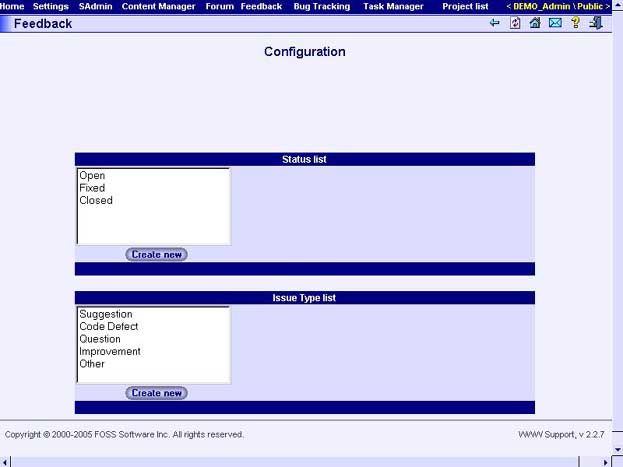 Home Settings SAdmin Content Manager Forum Feedback Bug Tracking Task Manager Project list < DEMO_Admin \ Public >
Feedback
Configuration
Status list
Open
Fixed
Closed
Create new
Issue Type list
Suggestion
Code Defect
Question
Improvement
Other
Create new
Copyright © 2000-2005 FOSS Software Inc. All rights reserved. WWW Support, v 2.2.7